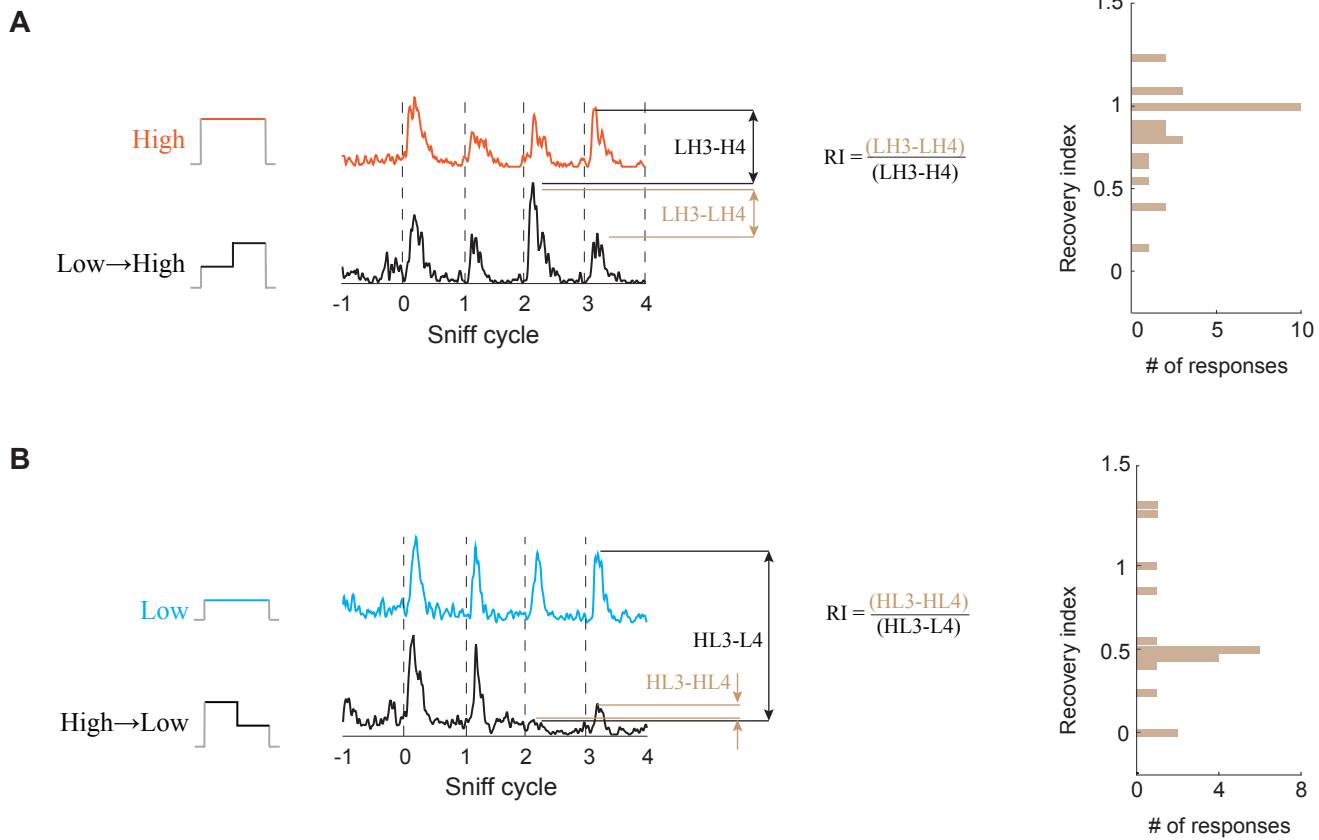 A
High
Low→High
LH3-H4
LH3-LH4
-1 0 1 2 3 4
Sniff cycle
RI = (LH3-LH4)
(LH3-H4)
1.5
1
0.5
0
Recovery index
0 5 10
# of responses
B
Low
High→Low
HL3-L4
HL3-HL4
-1 0 1 2 3 4
Sniff cycle
RI = (HL3-HL4)
(HL3-L4)
1.5
1
0.5
0
Recovery index
0 4 8
# of responses